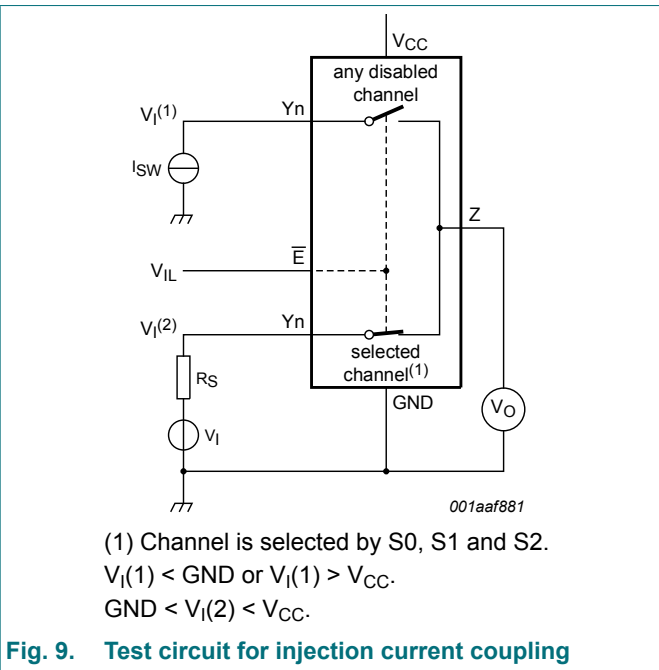 VCC
any disabled
channel
VI(1)
Yn
ISW
Z
E
VIL
VI(2)
Yn
selected
channel(1)
RS
GND
VO
VI
001aaf881
(1) Channel is selected by S0, S1 and S2.
VI(1) < GND or VI(1) > VCC.
GND < VI(2) < VCC.
Fig. 9. Test circuit for injection current coupling